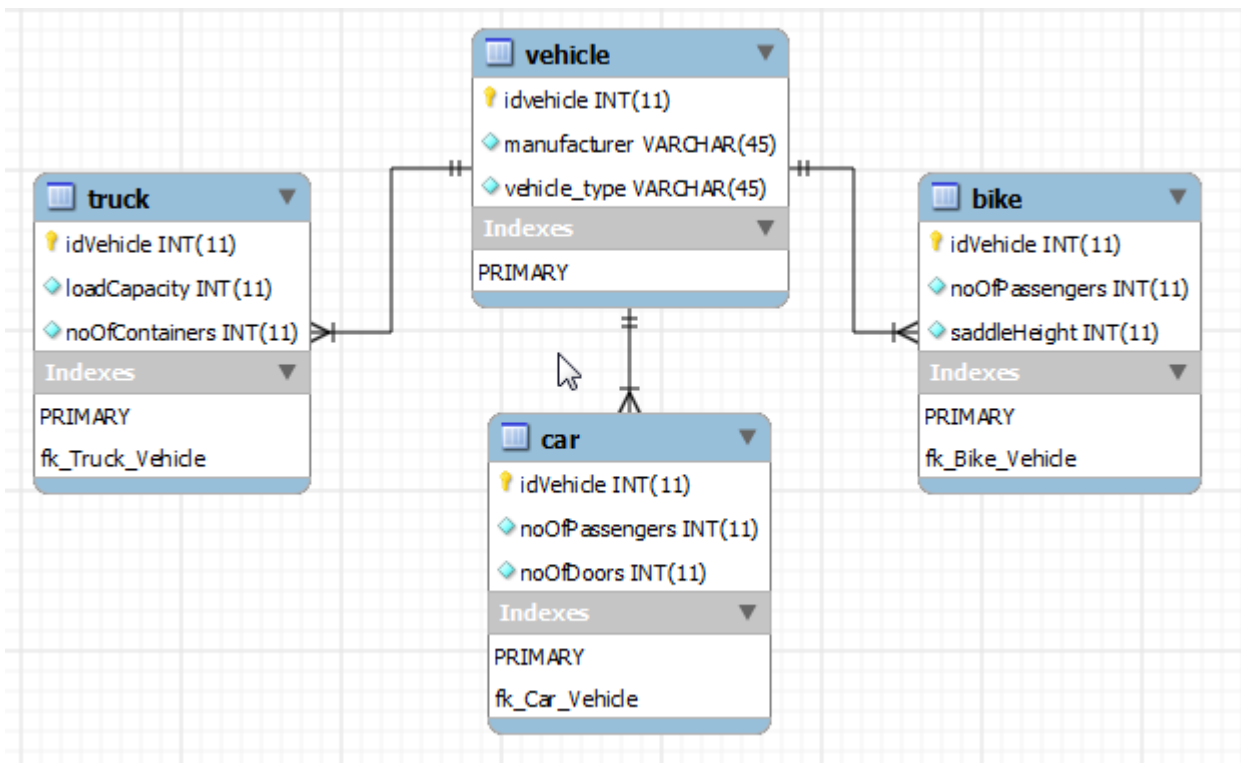 vehicle
idvehicle INT(11)
manufacturer VARCHAR(45)
vehicle_type VARCHAR(45)
Indexes
PRIMARY
truck
idVehicle INT(11)
loadCapacity INT(11)
noOfContainers INT(11)
Indexes
PRIMARY
fk_Truck_Vehicle
bike
idVehicle INT(11)
noOfPassengers INT(11)
saddleHeight INT(11)
Indexes
PRIMARY
fk_Bike_Vehicle
car
idVehicle INT(11)
noOfPassengers INT(11)
noOfDoors INT(11)
Indexes
PRIMARY
fk_Car_Vehicle